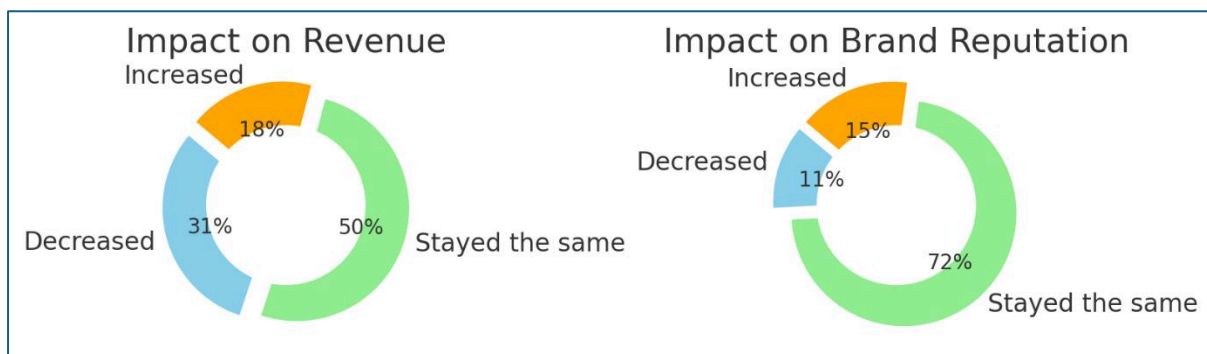 Impact on Revenue
Increased
18%
Decreased
31%
50%
Stayed the same
Impact on Brand Reputation
Increased
15%
Decreased
11%
72%
Stayed the same